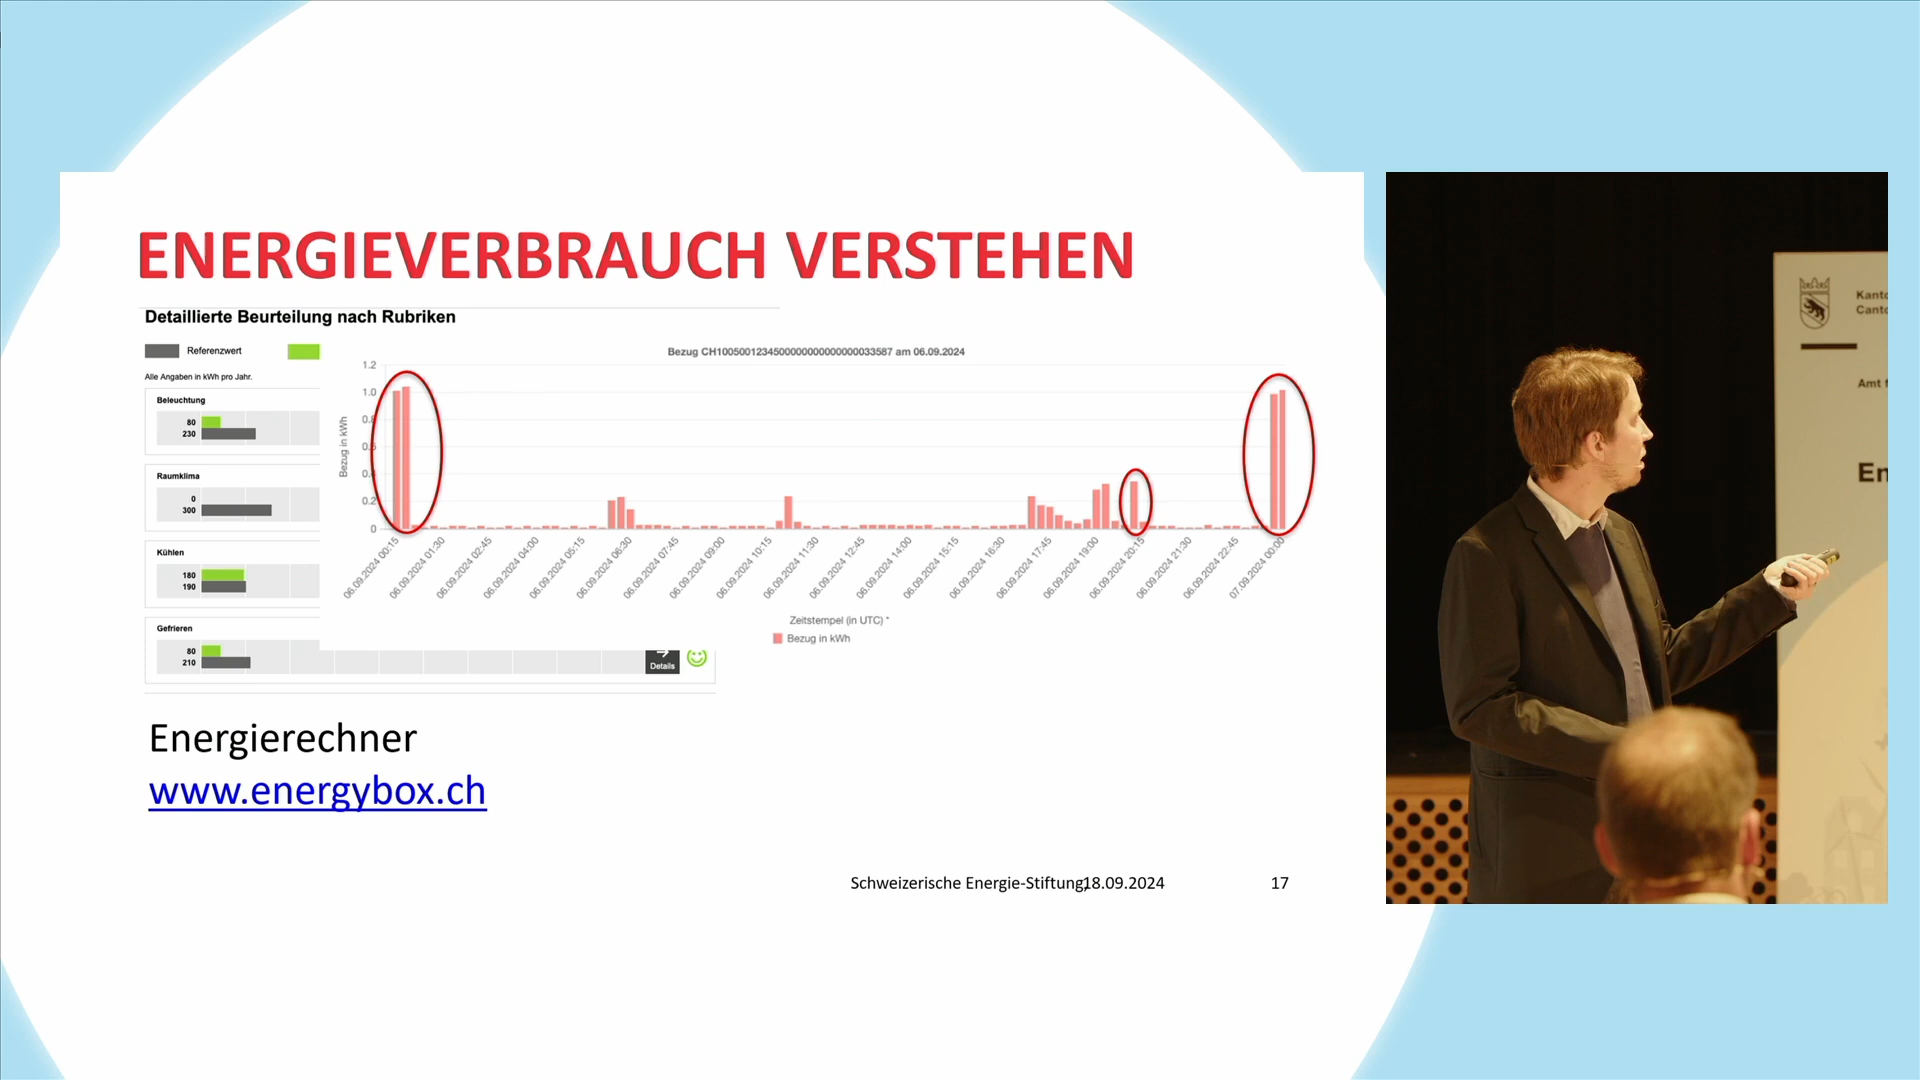 ENERGIEVERBRAUCH VERSTEHEN
Detaillierte Beurteilung nach Rubriken
Referenzwert
Alle Angaben in kWh pro Jahr.
Beleuchtung
80
230
Raumklima
0
300
Kühlen
180
190
Gefrieren
80
210
Details
Bezug CH1005001234500000000000000033587 am 06.09.2024
Bezug in kWh
1.2
1.0
0.2
0
06.09.2024 00:15
06.09.2024 01:30
06.09.2024 02:45
06.09.2024 04:00
06.09.2024 05:15
06.09.2024 06:30
06.09.2024 07:45
06.09.2024 09:00
06.09.2024 10:15
06.09.2024 11:30
06.09.2024 12:45
06.09.2024 14:00
06.09.2024 15:15
06.09.2024 16:30
06.09.2024 17:45
06.09.2024 19:00
06.09.2024 20:15
06.09.2024 21:30
06.09.2024 22:45
07.09.2024 00:00
Zeitstempel (in UTC) *
Bezug in kWh
Energierechner
www.energybox.ch
Schweizerische Energie-Stiftung,
18.09.2024
17
Kanto
Canto
Amt f
En